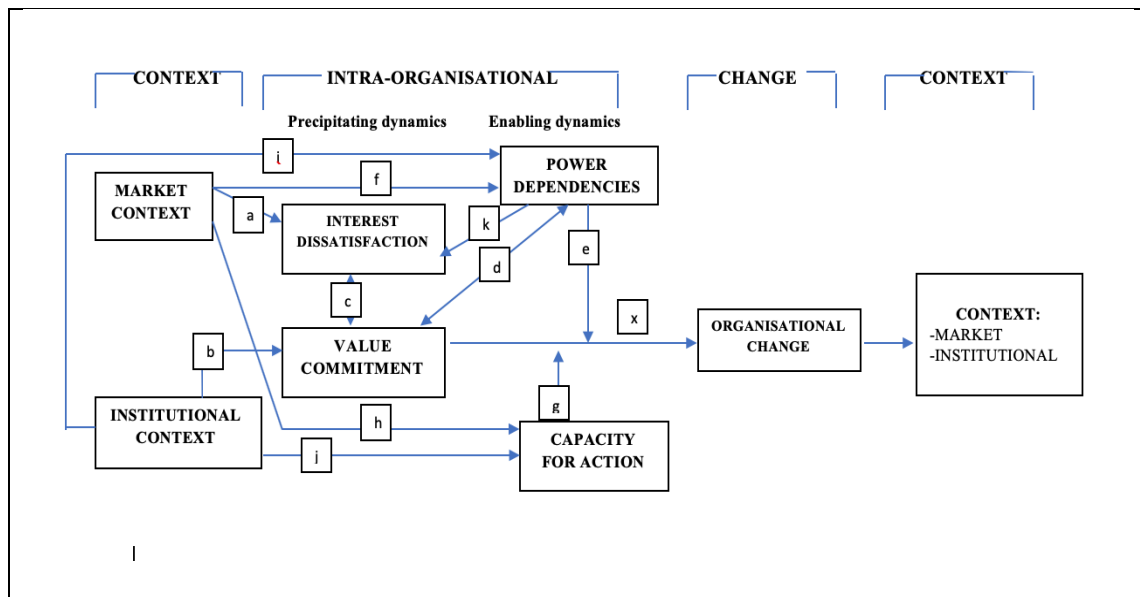 CONTEXT
INTRA-ORGANISATIONAL
CHANGE
CONTEXT
Precipitating dynamics
Enabling dynamics
i
POWER
DEPENDENCIES
f
MARKET
CONTEXT
a
INTEREST
DISSATISFACTION
k
d
e
c
x
b
VALUE
COMMITMENT
ORGANISATIONAL
CHANGE
CONTEXT:
-MARKET
-INSTITUTIONAL
g
INSTITUTIONAL
CONTEXT
h
j
CAPACITY
FOR ACTION